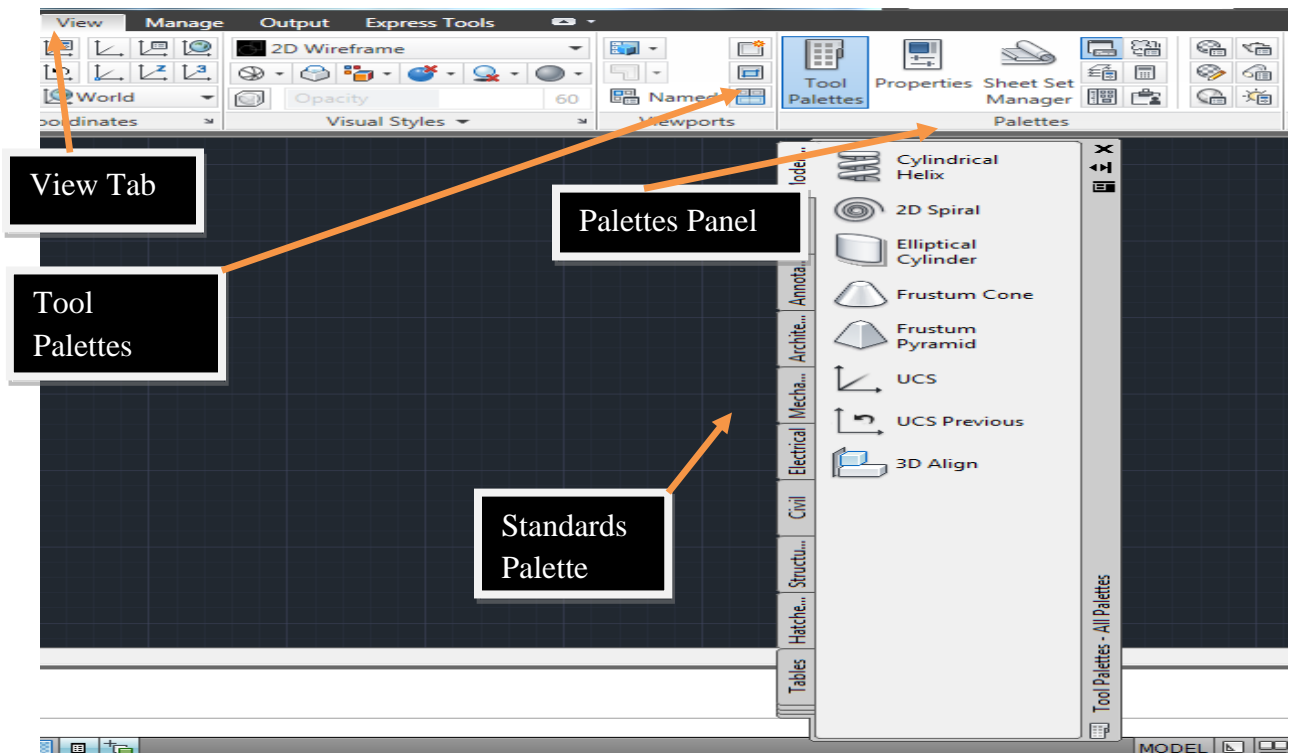 View Manage Output Express Tools
2D Wireframe
World
Opacity 60
Named
Tool
Palettes
Properties
Sheet Set
Manager
oordinates
Visual Styles
Viewports
Palettes
View Tab
Tool
Palettes
Palettes Panel
Standards
Palette
Model...
Annota...
Archite...
Mecha...
Electrical
Civil
Structu...
Hatche...
Tables
Cylindrical
Helix
2D Spiral
Elliptical
Cylinder
Frustum Cone
Frustum
Pyramid
UCS
UCS Previous
3D Align
Tool Palettes - All Palettes
MODEL